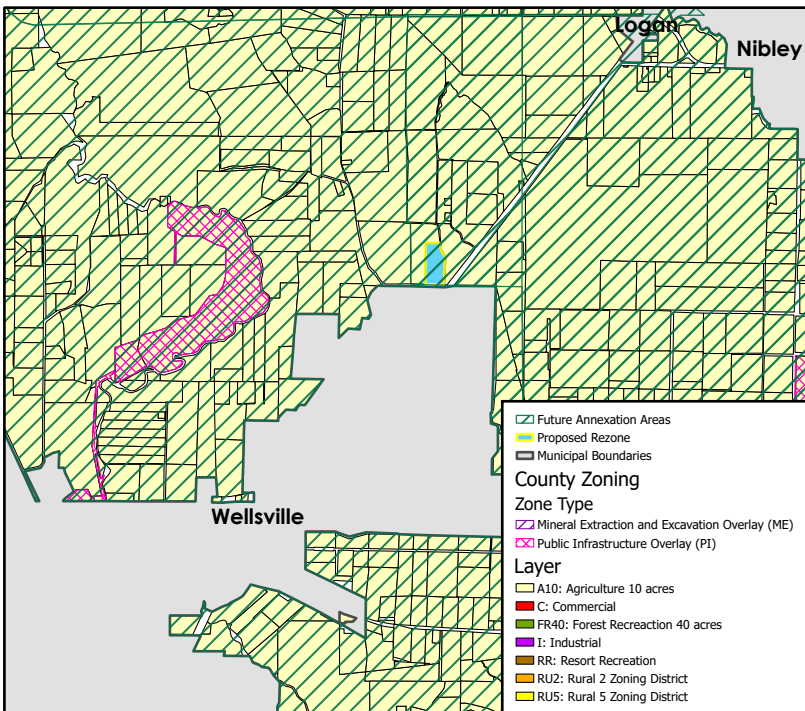 Logan
Nibley
Wellsville
Future Annexation Areas
Proposed Rezone
Municipal Boundaries
County Zoning
Zone Type
Mineral Extraction and Excavation Overlay (ME)
Public Infrastructure Overlay (PI)
Layer
A10: Agriculture 10 acres
C: Commercial
FR40: Forest Recreaction 40 acres
I: Industrial
RR: Resort Recreation
RU2: Rural 2 Zoning District
RU5: Rural 5 Zoning District